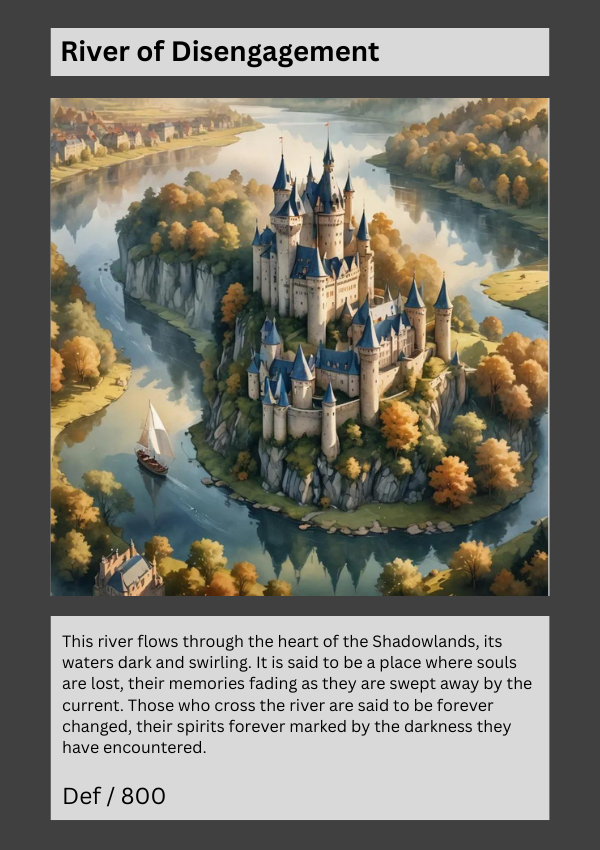 River of Disengagement
This river flows through the heart of the Shadowlands, its
waters dark and swirling. It is said to be a place where souls
are lost, their memories fading as they are swept away by the
current. Those who cross the river are said to be forever
changed, their spirits forever marked by the darkness they
have encountered.
Def / 800